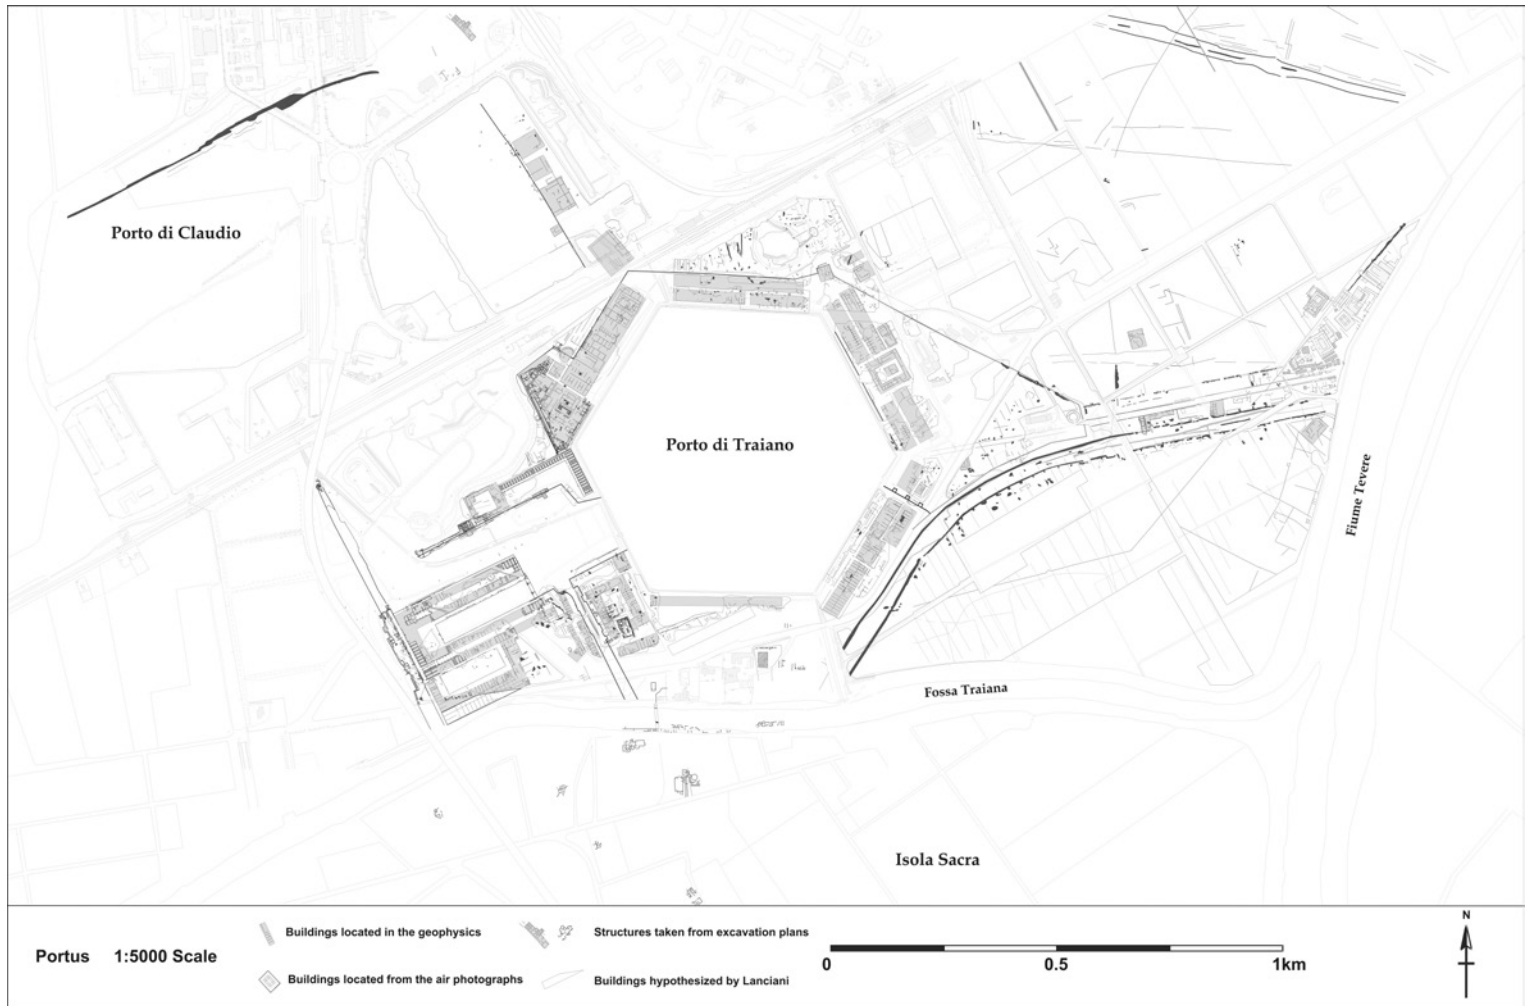 Porto di Claudio
Porto di Traiano
Fiume Tevere
Fossa Traiana
Isola Sacra
Portus 1:5000 Scale
Buildings located in the geophysics
Buildings located from the air photographs
Structures taken from excavation plans
Buildings hypothesized by Lanciani
0 0.5 1km
N